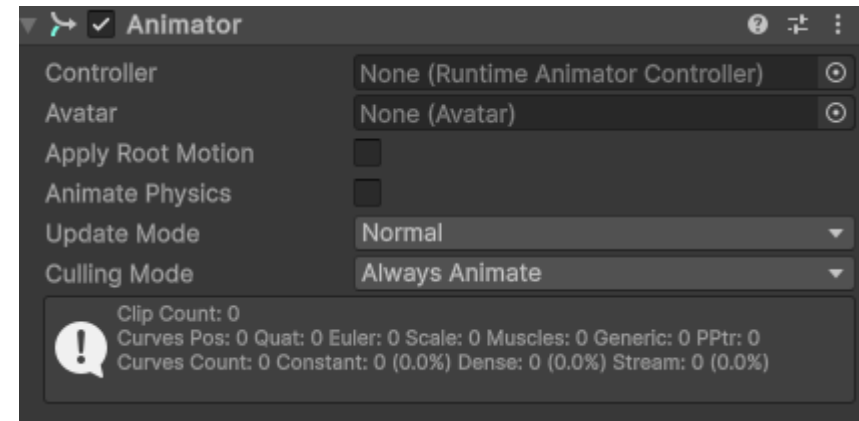 Animator
Controller None (Runtime Animator Controller)
Avatar None (Avatar)
Apply Root Motion
Animate Physics
Update Mode Normal
Culling Mode Always Animate
Clip Count: 0
Curves Pos: 0 Quat: 0 Euler: 0 Scale: 0 Muscles: 0 Generic: 0 PPtr: 0
Curves Count: 0 Constant: 0 (0.0%) Dense: 0 (0.0%) Stream: 0 (0.0%)